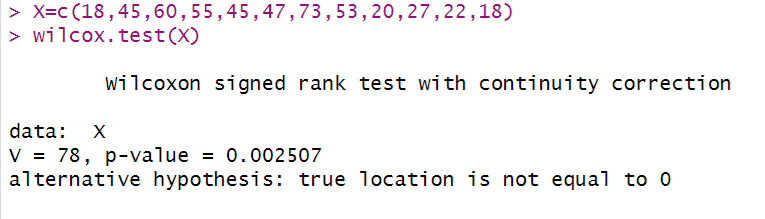 > X=c(18,45,60,55,45,47,73,53,20,27,22,18)
> wilcox.test(X)
Wilcoxon signed rank test with continuity correction
data:  X
V = 78, p-value = 0.002507
alternative hypothesis: true location is not equal to 0